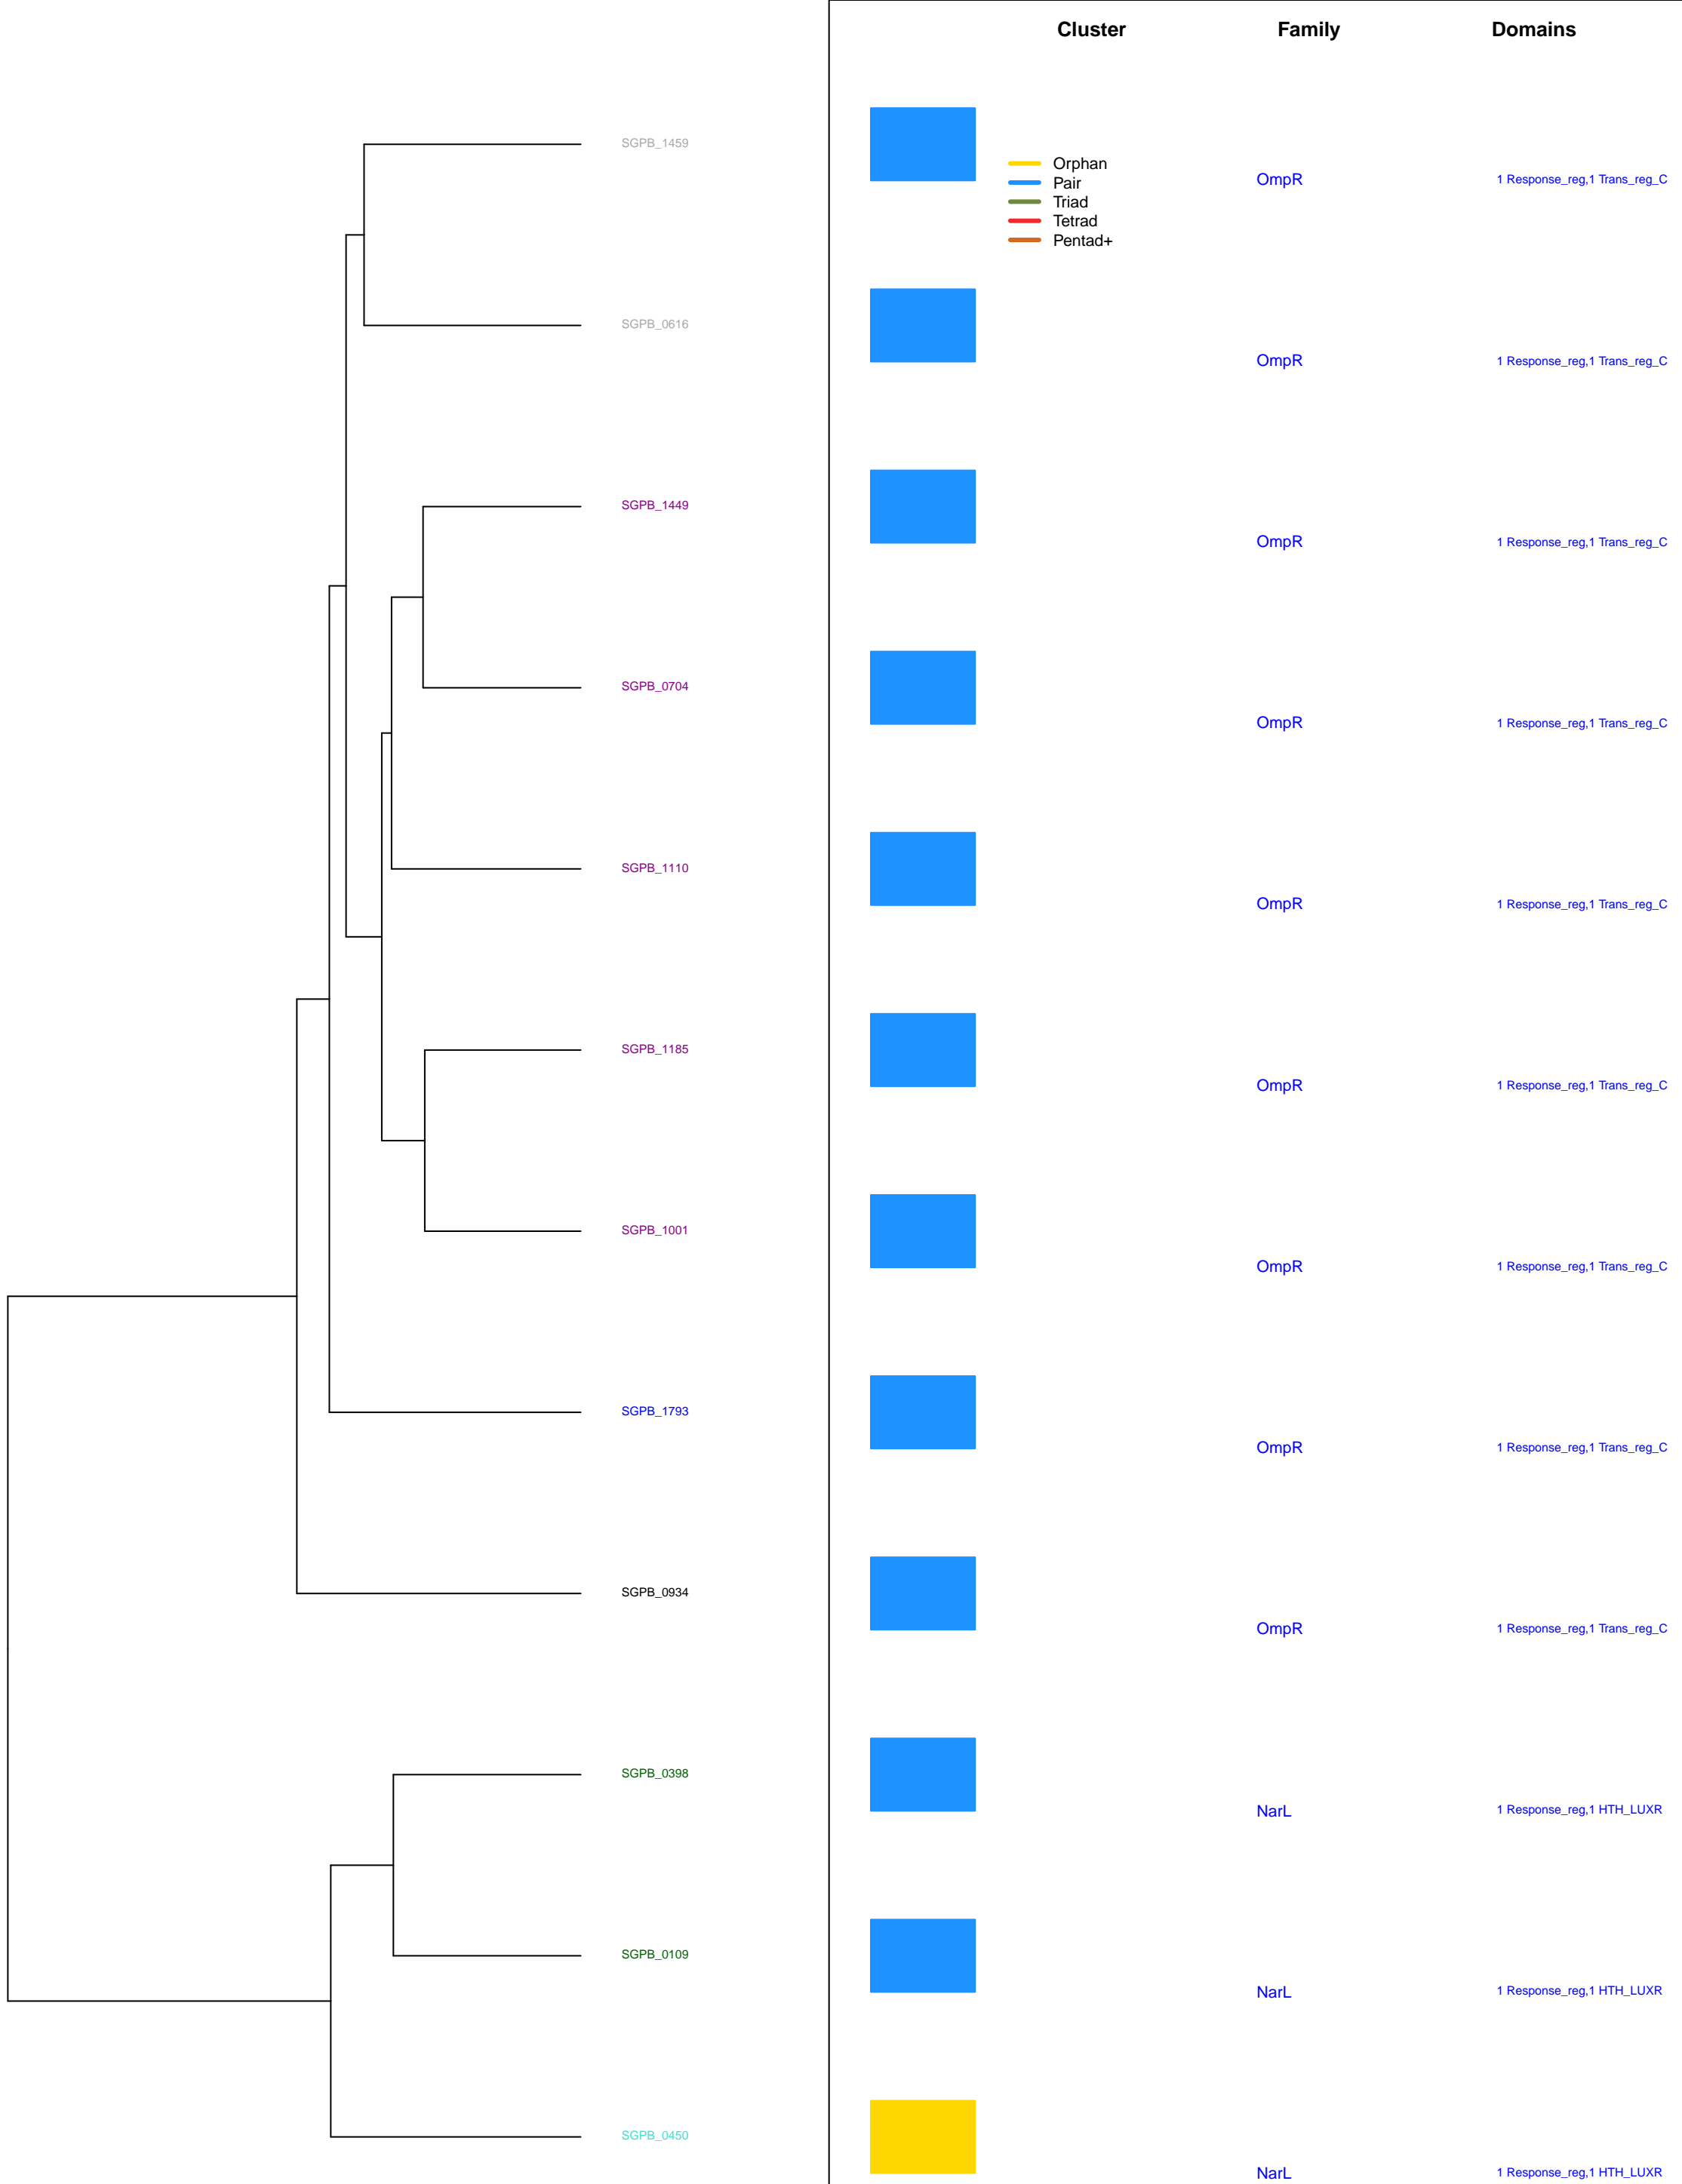 Cluster Family Domains
SGPB_1459
Orphan
Pair
Triad
Tetrad
Pentad+
OmpR 1 Response_reg,1 Trans_reg_C
SGPB_0616
OmpR 1 Response_reg,1 Trans_reg_C
SGPB_1449
OmpR 1 Response_reg,1 Trans_reg_C
SGPB_0704
OmpR 1 Response_reg,1 Trans_reg_C
SGPB_1110
OmpR 1 Response_reg,1 Trans_reg_C
SGPB_1185
OmpR 1 Response_reg,1 Trans_reg_C
SGPB_1001
OmpR 1 Response_reg,1 Trans_reg_C
SGPB_1793
OmpR 1 Response_reg,1 Trans_reg_C
SGPB_0934
OmpR 1 Response_reg,1 Trans_reg_C
SGPB_0398
NarL 1 Response_reg,1 HTH_LUXR
SGPB_0109
NarL 1 Response_reg,1 HTH_LUXR
SGPB_0450
NarL 1 Response_reg,1 HTH_LUXR